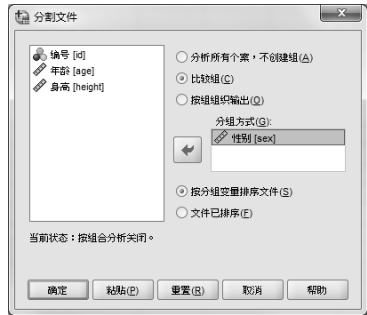 分割文件
编号 [id]
年龄 [age]
身高 [height]
分析所有个案，不创建组(A)
比较组(C)
按组组织输出(O)
分组方式(G):
性别 [sex]
按分组变量排序文件(S)
文件已排序(F)
当前状态：按组合分析关闭。
确定
粘贴(P)
重置(R)
取消
帮助